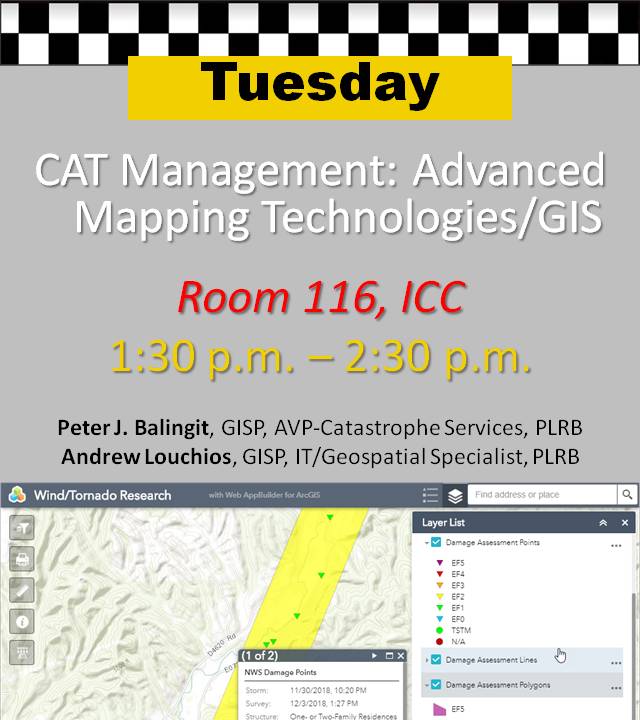 Tuesday
CAT Management: Advanced
Mapping Technologies/GIS
Room 116, ICC
1:30 p.m. – 2:30 p.m.
Peter J. Balingit, GISP, AVP-Catastrophe Services, PLRB
Andrew Louchios, GISP, IT/Geospatial Specialist, PLRB
Wind/Tornado Research with Web AppBuilder for ArcGIS Find address or place
Layer List
Damage Assessment Points
EF5
EF4
EF3
EF2
EF1
EF0
TSTM
N/A
Damage Assessment Lines
Damage Assessment Polygons
EF5
D4620 Rd
(1 of 2)
NWS Damage Points
Storm: 11/30/2018, 10:20 PM
Survey: 12/3/2018, 1:27 PM
Structure: One- or Two-Family Residences